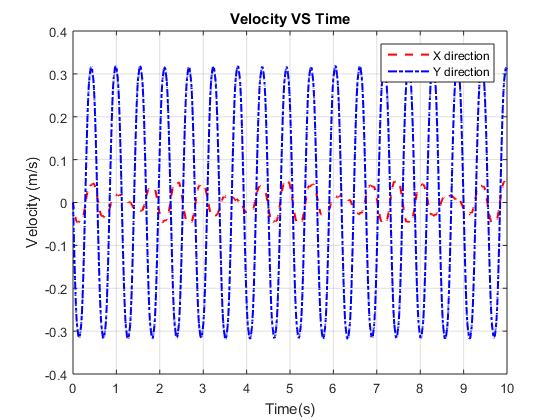 Velocity VS Time
X direction
Y direction
Velocity (m/s)
0.4
0.3
0.2
0.1
0
-0.1
-0.2
-0.3
-0.4
0 1 2 3 4 5 6 7 8 9 10
Time(s)